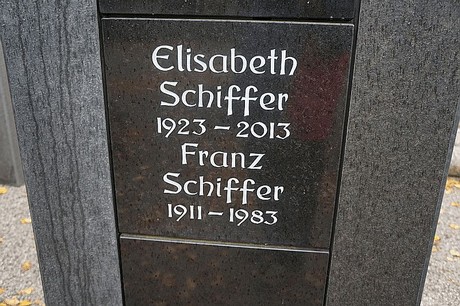 Elisabeth
Schiffer
1923 – 2013
Franz
Schiffer
1911 – 1983